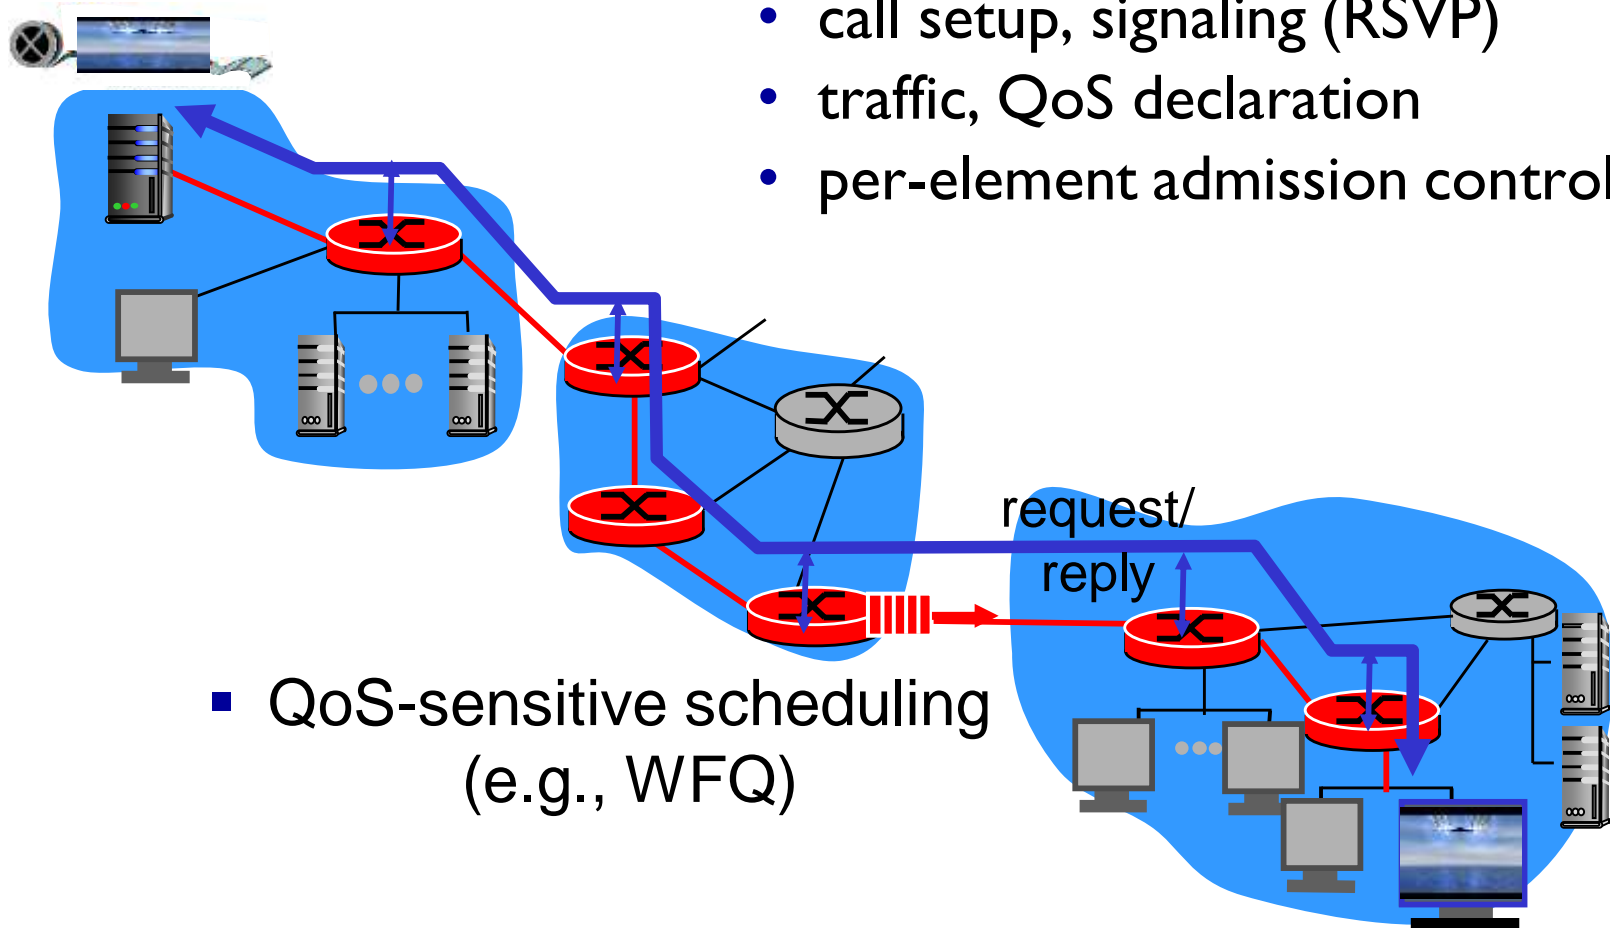 • call setup, signaling (RSVP)
• traffic, QoS declaration
• per-element admission control
request/
reply
▪ QoS-sensitive scheduling
(e.g., WFQ)